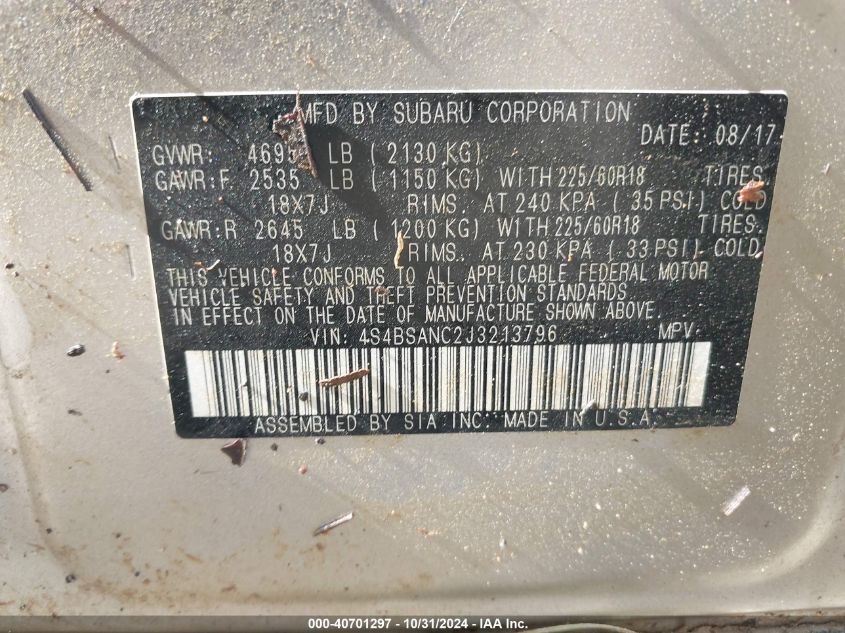 MFD BY SUBARU CORPORATION
DATE: 08/17
GVWR: 4695 LB ( 2130 KG)
GAWR:F 2535 LB ( 1150 KG) WITH 225/60R18 TIRES.
18X7J RIMS. AT 240 KPA ( 35 PSI) COLD
GAWR:R 2645 LB ( 1200 KG) WITH 225/60R18 TIRES.
18X7J RIMS. AT 230 KPA ( 33 PSI) COLD.
THIS VEHICLE CONFORMS TO ALL APPLICABLE FEDERAL MOTOR
VEHICLE SAFETY AND THEFT PREVENTION STANDARDS
IN EFFECT ON THE DATE OF MANUFACTURE SHOWN ABOVE.
VIN: 4S4BSANC2J3213796 MPV
ASSEMBLED BY SIA INC. MADE IN U.S.A.
000-40701297 - 10/31/2024 - IAA Inc.